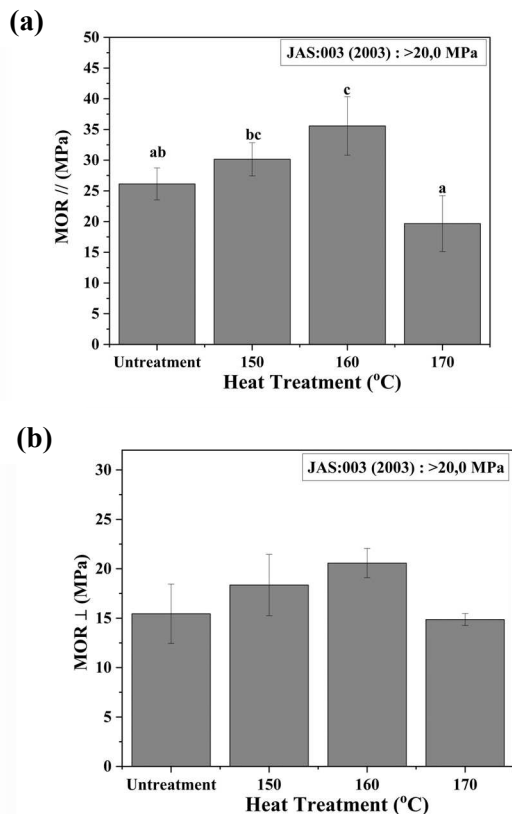 (a)
JAS:003 (2003) : >20,0 MPa
MOR // (MPa)
50
45
40
35
30
25
20
15
10
5
0
ab
bc
c
a
Untreatment
150
160
170
Heat Treatment (°C)
(b)
JAS:003 (2003) : >20,0 MPa
MOR ⊥ (MPa)
30
25
20
15
10
5
0
Untreatment
150
160
170
Heat Treatment (°C)